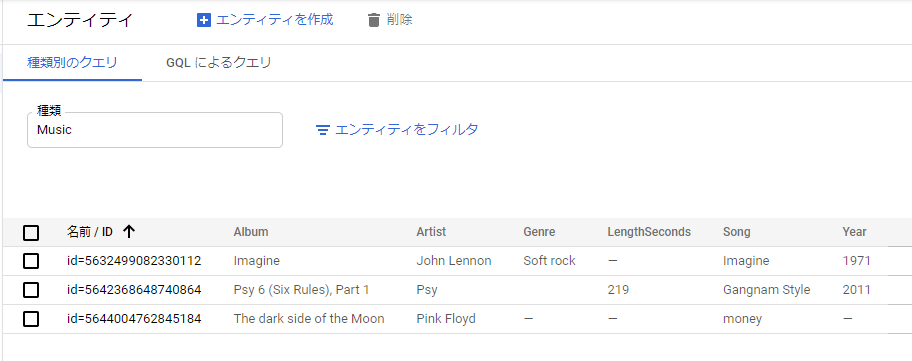 エンティティ エンティティを作成 削除
種類別のクエリ GQL によるクエリ
種類
Music エンティティをフィルタ
名前 / ID Album Artist Genre LengthSeconds Song Year
id=5632499082330112 Imagine John Lennon Soft rock — Imagine 1971
id=5642368648740864 Psy 6 (Six Rules), Part 1 Psy 219 Gangnam Style 2011
id=5644004762845184 The dark side of the Moon Pink Floyd — — money —